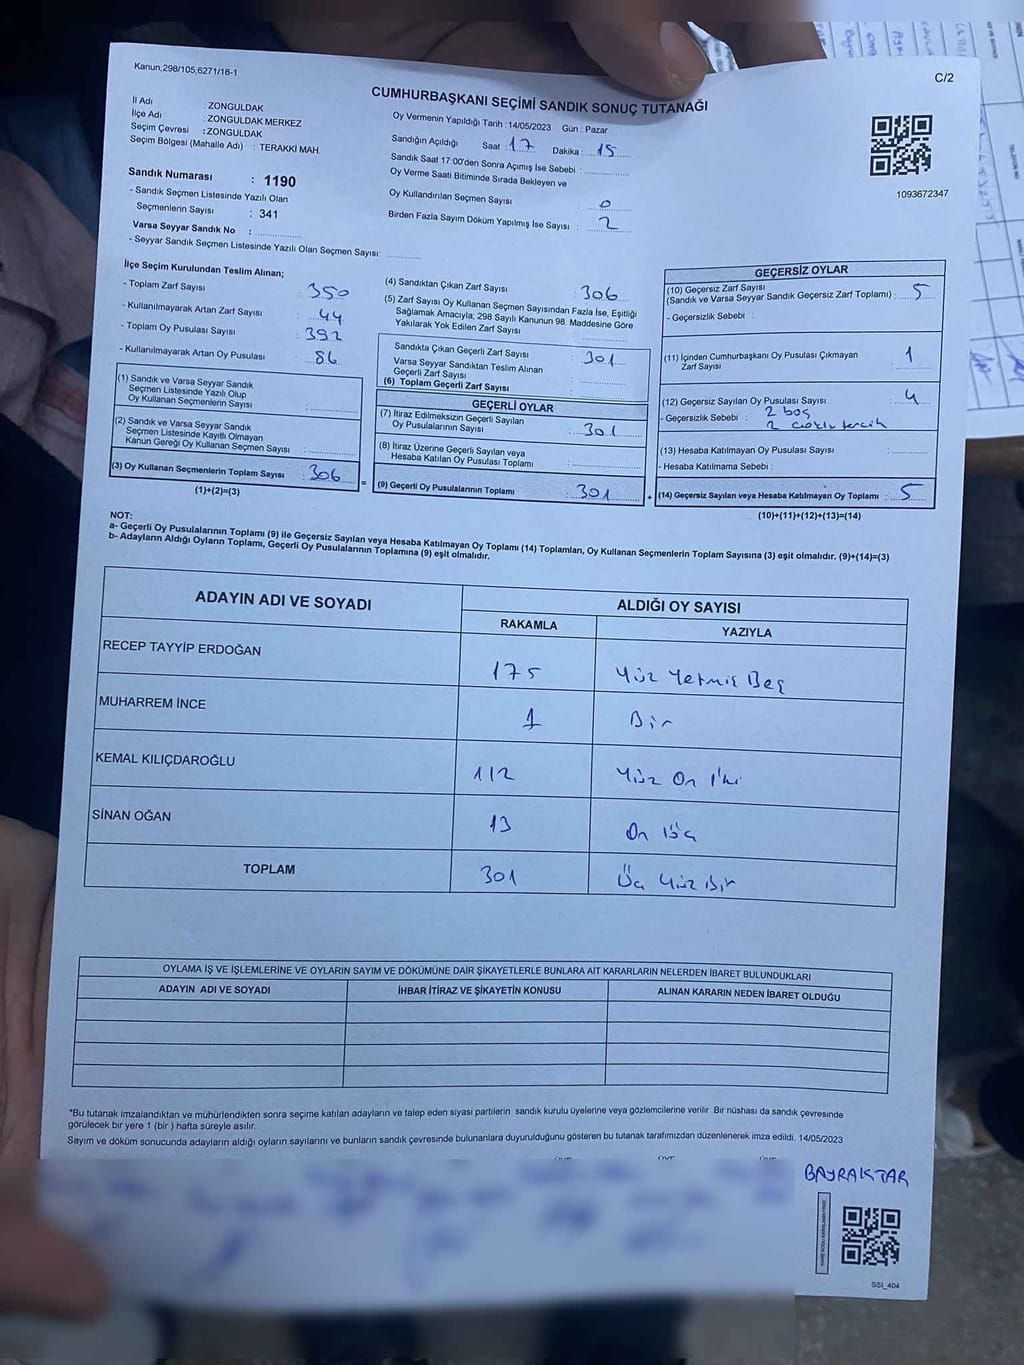 Kanun;298/105;6271/18-1
C/2
CUMHURBAŞKANI SEÇİMİ SANDIK SONUÇ TUTANAĞI
İl Adı : ZONGULDAK
İlçe Adı : ZONGULDAK MERKEZ
Seçim Çevresi : ZONGULDAK
Seçim Bölgesi (Mahalle Adı) : TERAKKİ MAH.
Sandık Numarası : 1190
- Sandık Seçmen Listesinde Yazılı Olan
Seçmenlerin Sayısı : 341
Varsa Seyyar Sandık No :
- Seyyar Sandık Seçmen Listesinde Yazılı Olan Seçmen Sayısı:
Oy Vermenin Yapıldığı Tarih :14/05/2023 Gün : Pazar
Sandığın Açıldığı Saat : 17 Dakika : 15
Sandık Saat 17:00'den Sonra Açımış İse Sebebi :
Oy Verme Saati Bitiminde Sırada Bekleyen ve
Oy Kullandırılan Seçmen Sayısı : 0
Birden Fazla Sayım Döküm Yapılmış İse Sayısı : 2
1093672347
İlçe Seçim Kurulundan Teslim Alınan;
- Toplam Zarf Sayısı : 350
- Kullanılmayarak Artan Zarf Sayısı : 44
- Toplam Oy Pusulası Sayısı : 392
- Kullanılmayarak Artan Oy Pusulası : 86
(1) Sandık ve Varsa Seyyar Sandık
Seçmen Listesinde Yazılı Olup
Oy Kullanan Seçmenlerin Sayısı :
(2) Sandık ve Varsa Seyyar Sandık
Seçmen Listesinde Kayıtlı Olmayan
Kanun Gereği Oy Kullanan Seçmen Sayısı :
(3) Oy Kullanan Seçmenlerin Toplam Sayısı : 306
(1)+(2)=(3)
=
(4) Sandıktan Çıkan Zarf Sayısı : 306
(5) Zarf Sayısı Oy Kullanan Seçmen Sayısından Fazla İse, Eşitliği
Sağlamak Amacıyla; 298 Sayılı Kanunun 98. Maddesine Göre
Yakılarak Yok Edilen Zarf Sayısı :
Sandıkta Çıkan Geçerli Zarf Sayısı : 301
Varsa Seyyar Sandıktan Teslim Alınan
Geçerli Zarf Sayısı :
(6) Toplam Geçerli Zarf Sayısı
GEÇERLİ OYLAR
(7) İtiraz Edilmeksizin Geçerli Sayılan
Oy Pusulalarının Sayısı : 301
(8) İtiraz Üzerine Geçerli Sayılan veya
Hesaba Katılan Oy Pusulası Toplamı :
(9) Geçerli Oy Pusulalarının Toplamı : 301
+
GEÇERSİZ OYLAR
(10) Geçersiz Zarf Sayısı
(Sandık ve Varsa Seyyar Sandık Geçersiz Zarf Toplamı) : 5
- Geçersizlik Sebebi :
(11) İçinden Cumhurbaşkanı Oy Pusulası Çıkmayan
Zarf Sayısı : 1
(12) Geçersiz Sayılan Oy Pusulası Sayısı : 4
- Geçersizlik Sebebi : 2 boş
2 çoklu tercih
(13) Hesaba Katılmayan Oy Pusulası Sayısı :
- Hesaba Katılmama Sebebi :
(14) Geçersiz Sayılan veya Hesaba Katılmayan Oy Toplamı : 5
(10)+(11)+(12)+(13)=(14)
NOT:
a- Geçerli Oy Pusulalarının Toplamı (9) ile Geçersiz Sayılan veya Hesaba Katılmayan Oy Toplamı (14) Toplamları, Oy Kullanan Seçmenlerin Toplam Sayısına (3) eşit olmalıdır. (9)+(14)=(3)
b- Adayların Aldığı Oyların Toplamı, Geçerli Oy Pusulalarının Toplamına (9) eşit olmalıdır.
ADAYIN ADI VE SOYADI
ALDIĞI OY SAYISI
RAKAMLA YAZIYLA
RECEP TAYYİP ERDOĞAN 175 Yüz Yetmiş Beş
MUHARREM İNCE 1 Bir
KEMAL KILIÇDAROĞLU 112 Yüz On İki
SİNAN OĞAN 13 On Üç
TOPLAM 301 Üç Yüz Bir
OYLAMA İŞ VE İŞLEMLERİNE VE OYLARIN SAYIM VE DÖKÜMÜNE DAİR ŞİKAYETLERLE BUNLARA AİT KARARLARIN NELERDEN İBARET BULUNDUKLARI
ADAYIN ADI VE SOYADI İHBAR İTİRAZ VE ŞİKAYETİN KONUSU ALINAN KARARIN NEDEN İBARET OLDUĞU
*Bu tutanak imzalandıktan ve mühürlendikten sonra seçime katılan adayların ve talep eden siyasi partilerin sandık kurulu üyelerine veya gözlemcilerine verilir. Bir nüshası da sandık çevresinde
görülecek bir yere 1 (bir ) hafta süreyle asılır.
Sayım ve döküm sonucunda adayların aldığı oyların sayılarını ve bunların sandık çevresinde bulunanlara duyurulduğunu gösteren bu tutanak tarafımızdan düzenlenerek imza edildi. 14/05/2023
BAYRAKTAR
SSI_404